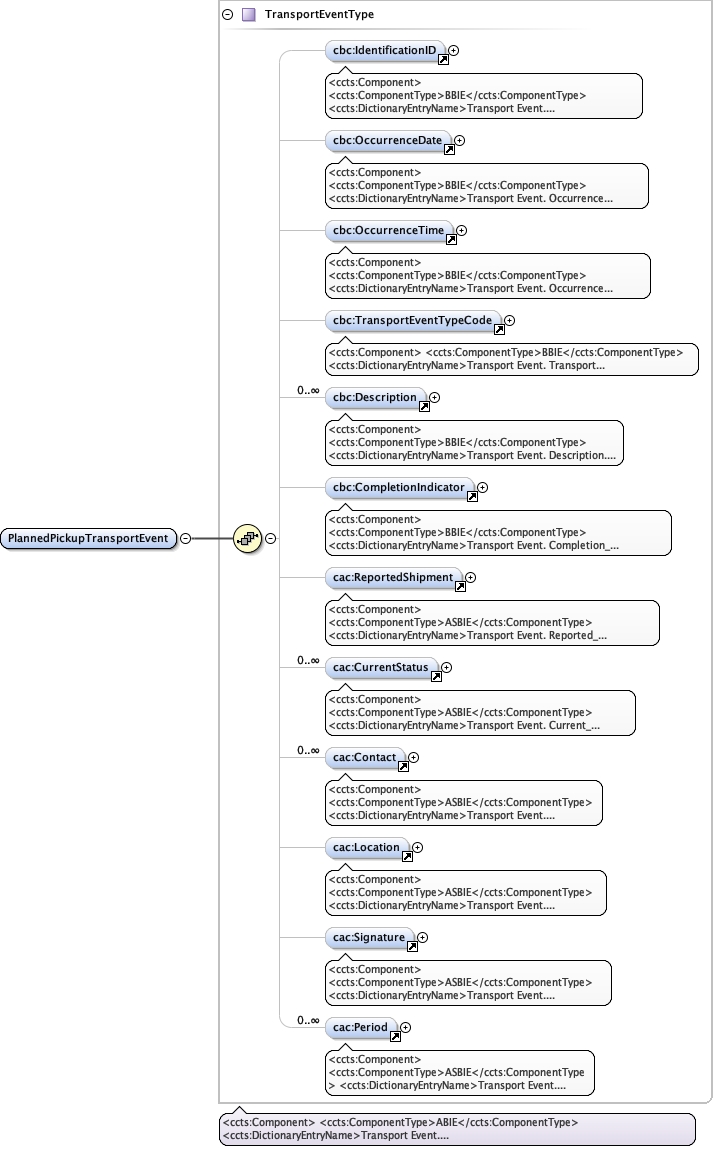 TransportEventType
cbc:IdentificationID
<ccts:Component>
<ccts:ComponentType>BBIE</ccts:ComponentType>
<ccts:DictionaryEntryName>Transport Event....
cbc:OccurrenceDate
<ccts:Component>
<ccts:ComponentType>BBIE</ccts:ComponentType>
<ccts:DictionaryEntryName>Transport Event. Occurrence...
cbc:OccurrenceTime
<ccts:Component>
<ccts:ComponentType>BBIE</ccts:ComponentType>
<ccts:DictionaryEntryName>Transport Event. Occurrence...
cbc:TransportEventTypeCode
<ccts:Component> <ccts:ComponentType>BBIE</ccts:ComponentType>
<ccts:DictionaryEntryName>Transport Event. Transport...
0..∞ cbc:Description
<ccts:Component>
<ccts:ComponentType>BBIE</ccts:ComponentType>
<ccts:DictionaryEntryName>Transport Event. Description....
cbc:CompletionIndicator
<ccts:Component>
<ccts:ComponentType>BBIE</ccts:ComponentType>
<ccts:DictionaryEntryName>Transport Event. Completion_...
PlannedPickupTransportEvent
cac:ReportedShipment
<ccts:Component>
<ccts:ComponentType>ASBIE</ccts:ComponentType>
<ccts:DictionaryEntryName>Transport Event. Reported_...
0..∞ cac:CurrentStatus
<ccts:Component>
<ccts:ComponentType>ASBIE</ccts:ComponentType>
<ccts:DictionaryEntryName>Transport Event. Current_...
0..∞ cac:Contact
<ccts:Component>
<ccts:ComponentType>ASBIE</ccts:ComponentType>
<ccts:DictionaryEntryName>Transport Event....
cac:Location
<ccts:Component>
<ccts:ComponentType>ASBIE</ccts:ComponentType>
<ccts:DictionaryEntryName>Transport Event....
cac:Signature
<ccts:Component>
<ccts:ComponentType>ASBIE</ccts:ComponentType>
<ccts:DictionaryEntryName>Transport Event....
0..∞ cac:Period
<ccts:Component>
<ccts:ComponentType>ASBIE</ccts:ComponentType
> <ccts:DictionaryEntryName>Transport Event....
<ccts:Component> <ccts:ComponentType>ABIE</ccts:ComponentType>
<ccts:DictionaryEntryName>Transport Event....